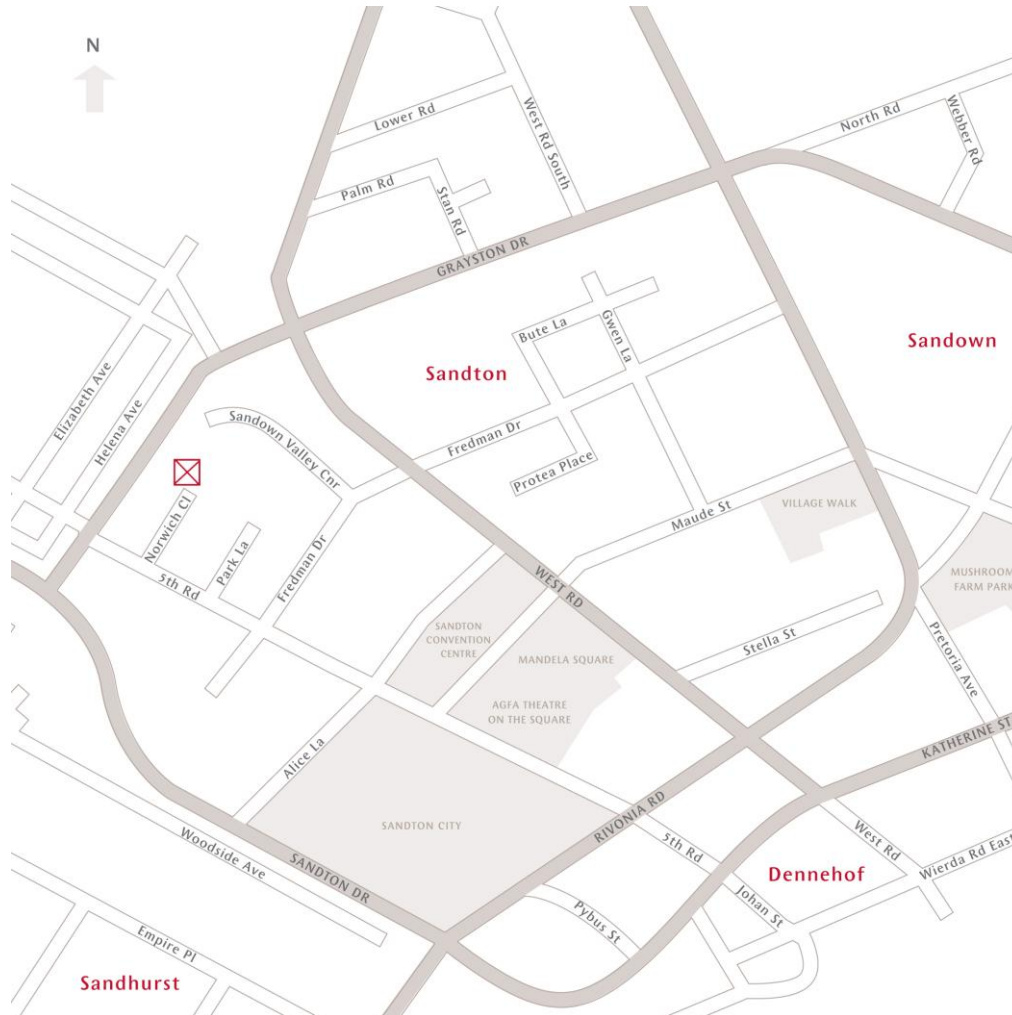 N
Lower Rd
West Rd South
North Rd
Webber Rd
Palm Rd
Stan Rd
GRAYSTON DR
Bute La
Gwen La
Sandown
Sandton
Elizabeth Ave
Helena Ave
Sandown Valley Cnr
Fredman Dr
Protea Place
Maude St
VILLAGE WALK
Norwich Cl
Park La
5th Rd
Fredman Dr
WEST RD
MUSHROOM
FARM PARK
SANDTON
CONVENTION
CENTRE
MANDELA SQUARE
Stella St
Pretoria Ave
AGFA THEATRE
ON THE SQUARE
Alice La
KATHERINE ST
SANDTON CITY
RIVONIA RD
5th Rd
West Rd
Wierda Rd East
Woodside Ave
SANDTON DR
Dennehof
Johan St
Pybus St
Empire Pl
Sandhurst